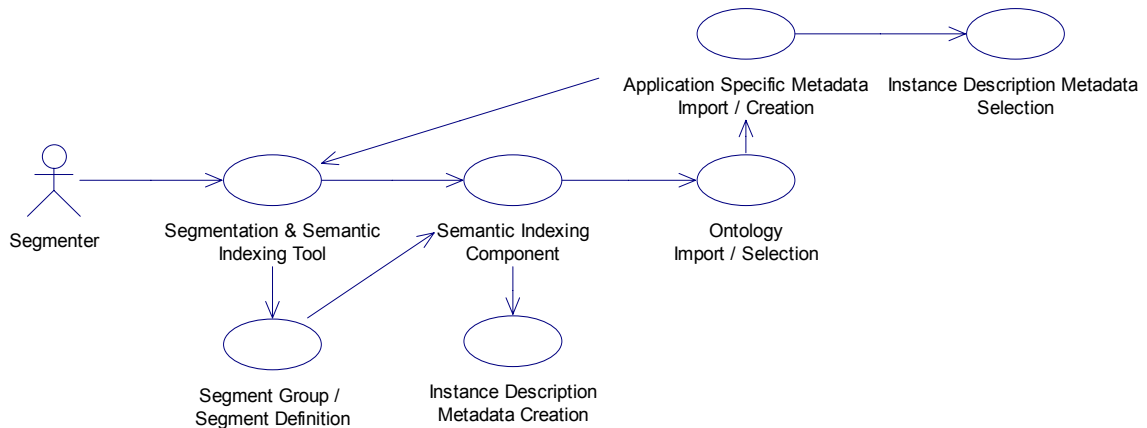 Application Specific Metadata
Import / Creation
Instance Description Metadata
Selection
Segmenter
Segmentation & Semantic
Indexing Tool
Semantic Indexing
Component
Ontology
Import / Selection
Segment Group /
Segment Definition
Instance Description
Metadata Creation